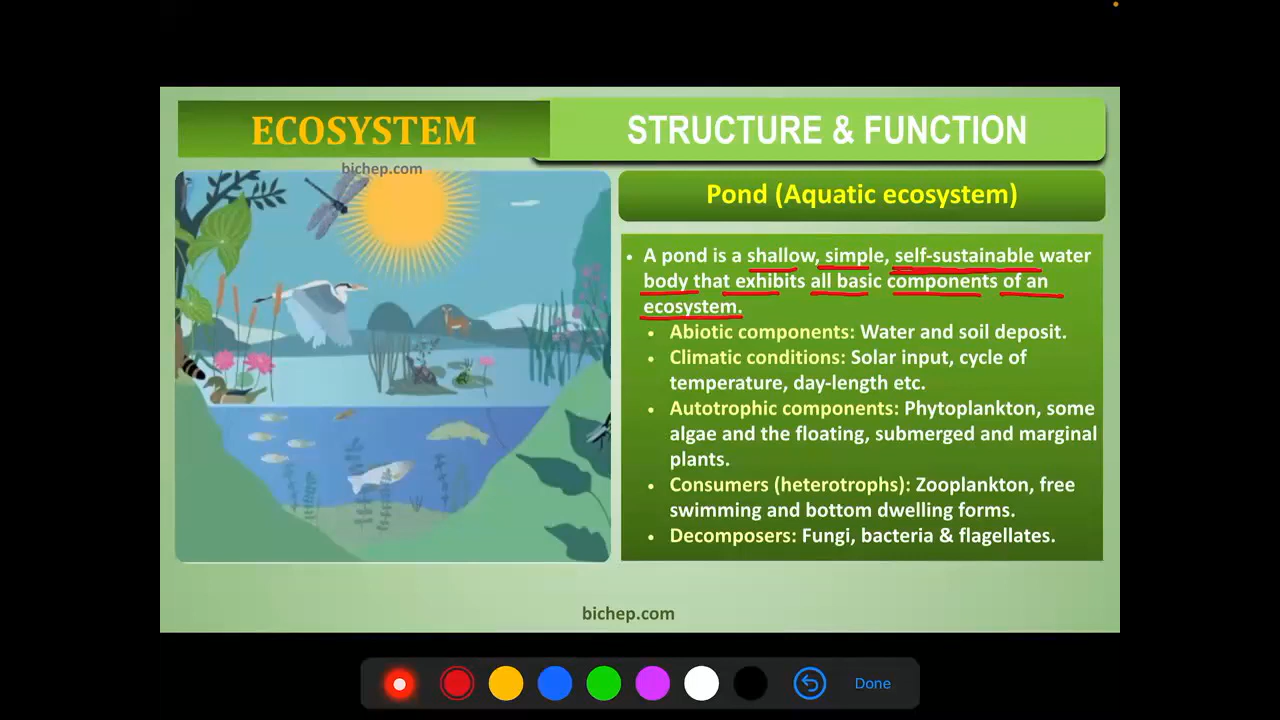 ECOSYSTEM
STRUCTURE & FUNCTION
bichep.com
Pond (Aquatic ecosystem)
• A pond is a shallow, simple, self-sustainable water
body that exhibits all basic components of an
ecosystem.
• Abiotic components: Water and soil deposit.
• Climatic conditions: Solar input, cycle of
temperature, day-length etc.
• Autotrophic components: Phytoplankton, some
algae and the floating, submerged and marginal
plants.
• Consumers (heterotrophs): Zooplankton, free
swimming and bottom dwelling forms.
• Decomposers: Fungi, bacteria & flagellates.
bichep.com
Done